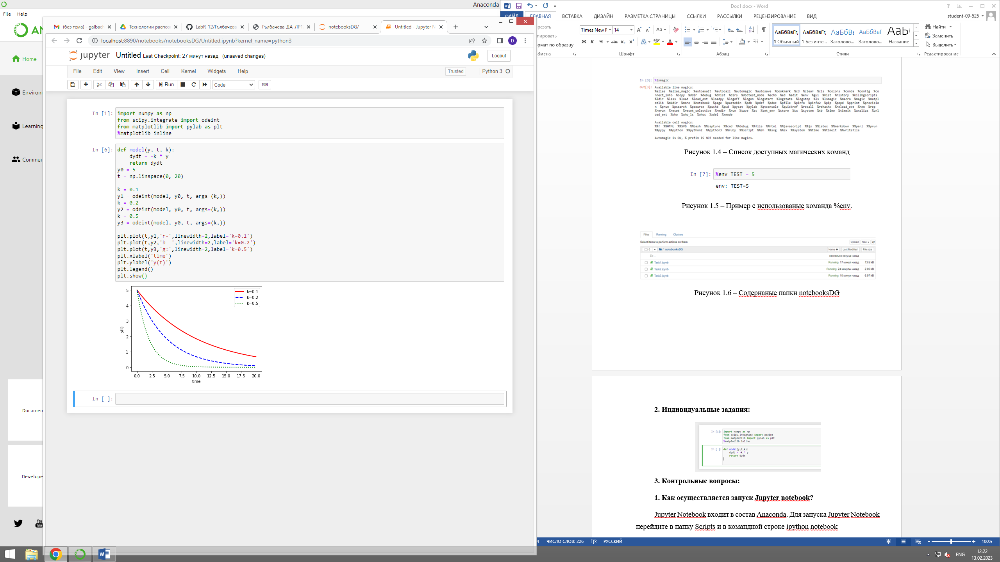 Anaconda
File Help
AN
Home
Environ
Learning
Commun
Documen
Develope
You Tube
(без тема) - galbach
Технологии распоз
LabR_12/Гълбачева
Гълбачева_ДА_ЛР1
notebooksDG/
Untitled - Jupyter N
localhost:8890/notebooks/notebooksDG/Untitled.ipynb?kernel_name=python3
D
jupyter Untitled Last Checkpoint: 27 минут назад (unsaved changes)
Logout
File Edit View Insert Cell Kernel Widgets Help
Trusted
Python 3
Run
Code
In [1]: import numpy as np
from scipy.integrate import odeint
from matplotlib import pylab as plt
%matplotlib inline
In [6]: def model(y, t, k):
dydt = -k * y
return dydt
y0 = 5
t = np.linspace(0, 20)
k = 0.1
y1 = odeint(model, y0, t, args=(k,))
k = 0.2
y2 = odeint(model, y0, t, args=(k,))
k = 0.5
y3 = odeint(model, y0, t, args=(k,))
plt.plot(t,y1,'r-',linewidth=2,label='k=0.1')
plt.plot(t,y2,'b--',linewidth=2,label='k=0.2')
plt.plot(t,y3,'g:',linewidth=2,label='k=0.5')
plt.xlabel('time')
plt.ylabel('y(t)')
plt.legend()
plt.show()
5
4
3
2
1
0
y(t)
k=0.1
k=0.2
k=0.5
0.0 2.5 5.0 7.5 10.0 12.5 15.0 17.5 20.0
time
In [ ]:
Doc1.docx - Word
ФАЙЛ ГЛАВНАЯ ВСТАВКА ДИЗАЙН РАЗМЕТКА СТРАНИЦЫ ССЫЛКИ РАССЫЛКИ РЕЦЕНЗИРОВАНИЕ ВИД
student-09-525
резать
пировать
ормат по образцу
обмена
Times New R 14
Aa
Ж К Ч abc x₂ x²
Шрифт
Абзац
АаБбВвГг, АаБбВвГг, АаБбВı АаБбВвГ АаЬ(
¶ Обычный ¶ Без инте... Заголово... Заголово... Название
Стили
Найти
Заменить
Выделить
Редактирование
In [3]: %lsmagic
Out[3]: Available line magics:
%alias %alias_magic %autoawait %autocall %automagic %autosave %bookmark %cd %clear %cls %colors %conda %config %co
nnect_info %copy %ddir %debug %dhist %dirs %doctest_mode %echo %ed %edit %env %gui %hist %history %killbgscripts
%ldir %less %load %load_ext %loadpy %logoff %logon %logstart %logstate %logstop %ls %lsmagic %macro %magic %matpl
otlib %mkdir %more %notebook %page %pastebin %pdb %pdef %pdoc %pfile %pinfo %pinfo2 %pip %popd %pprint %precisio
n %prun %psearch %psource %pushd %pwd %pycat %pylab %qtconsole %quickref %recall %rehashx %reload_ext %ren %rep
%rerun %reset %reset_selective %rmdir %run %save %sc %set_env %store %sx %system %tb %time %timeit %unalias %unl
oad_ext %who %who_ls %whos %xdel %xmode
Available cell magics:
%%! %%HTML %%SVG %%bash %%capture %%cmd %%debug %%file %%html %%javascript %%js %%latex %%markdown %%perl %%prun
%%pypy %%python %%python2 %%python3 %%ruby %%script %%sh %%svg %%sx %%system %%time %%timeit %%writefile
Automagic is ON, % prefix IS NOT needed for line magics.
Рисунок 1.4 – Список доступных магических команд
In [7]: %env TEST = 5
env: TEST=5
Рисунок 1.5 – Пример с использованые команда %env.
Files Running Clusters
Select items to perform actions on them.
Upload New
0 / notebooksDG
Name Last Modified File size
..
несколько секунд назад
Task1.ipynb Running 17 минут назад 13.5 kB
Task2.ipynb Running 24 минуты назад 2.06 kB
Task3.ipynb Running 10 минут назад 6.97 kB
Рисунок 1.6 – Содернаные папки notebooksDG
2. Индивидуальные задания:
In [1]: import numpy as np
from scipy.integrate import odeint
from matplotlib import pylab as plt
%matplotlib inline
In [ ]: def model(y,t,k):
dydt = -k * y
return dydt
3. Контрольные вопросы:
1. Как осуществляется запуск Jupyter notebook?
Jupyter Notebook входит в состав Anaconda. Для запуска Jupyter Notebook
перейдите в папку Scripts и в командной строке ipython notebook
4 ЧИСЛО СЛОВ: 226 РУССКИЙ
100%
ENG
12:22
13.02.2023